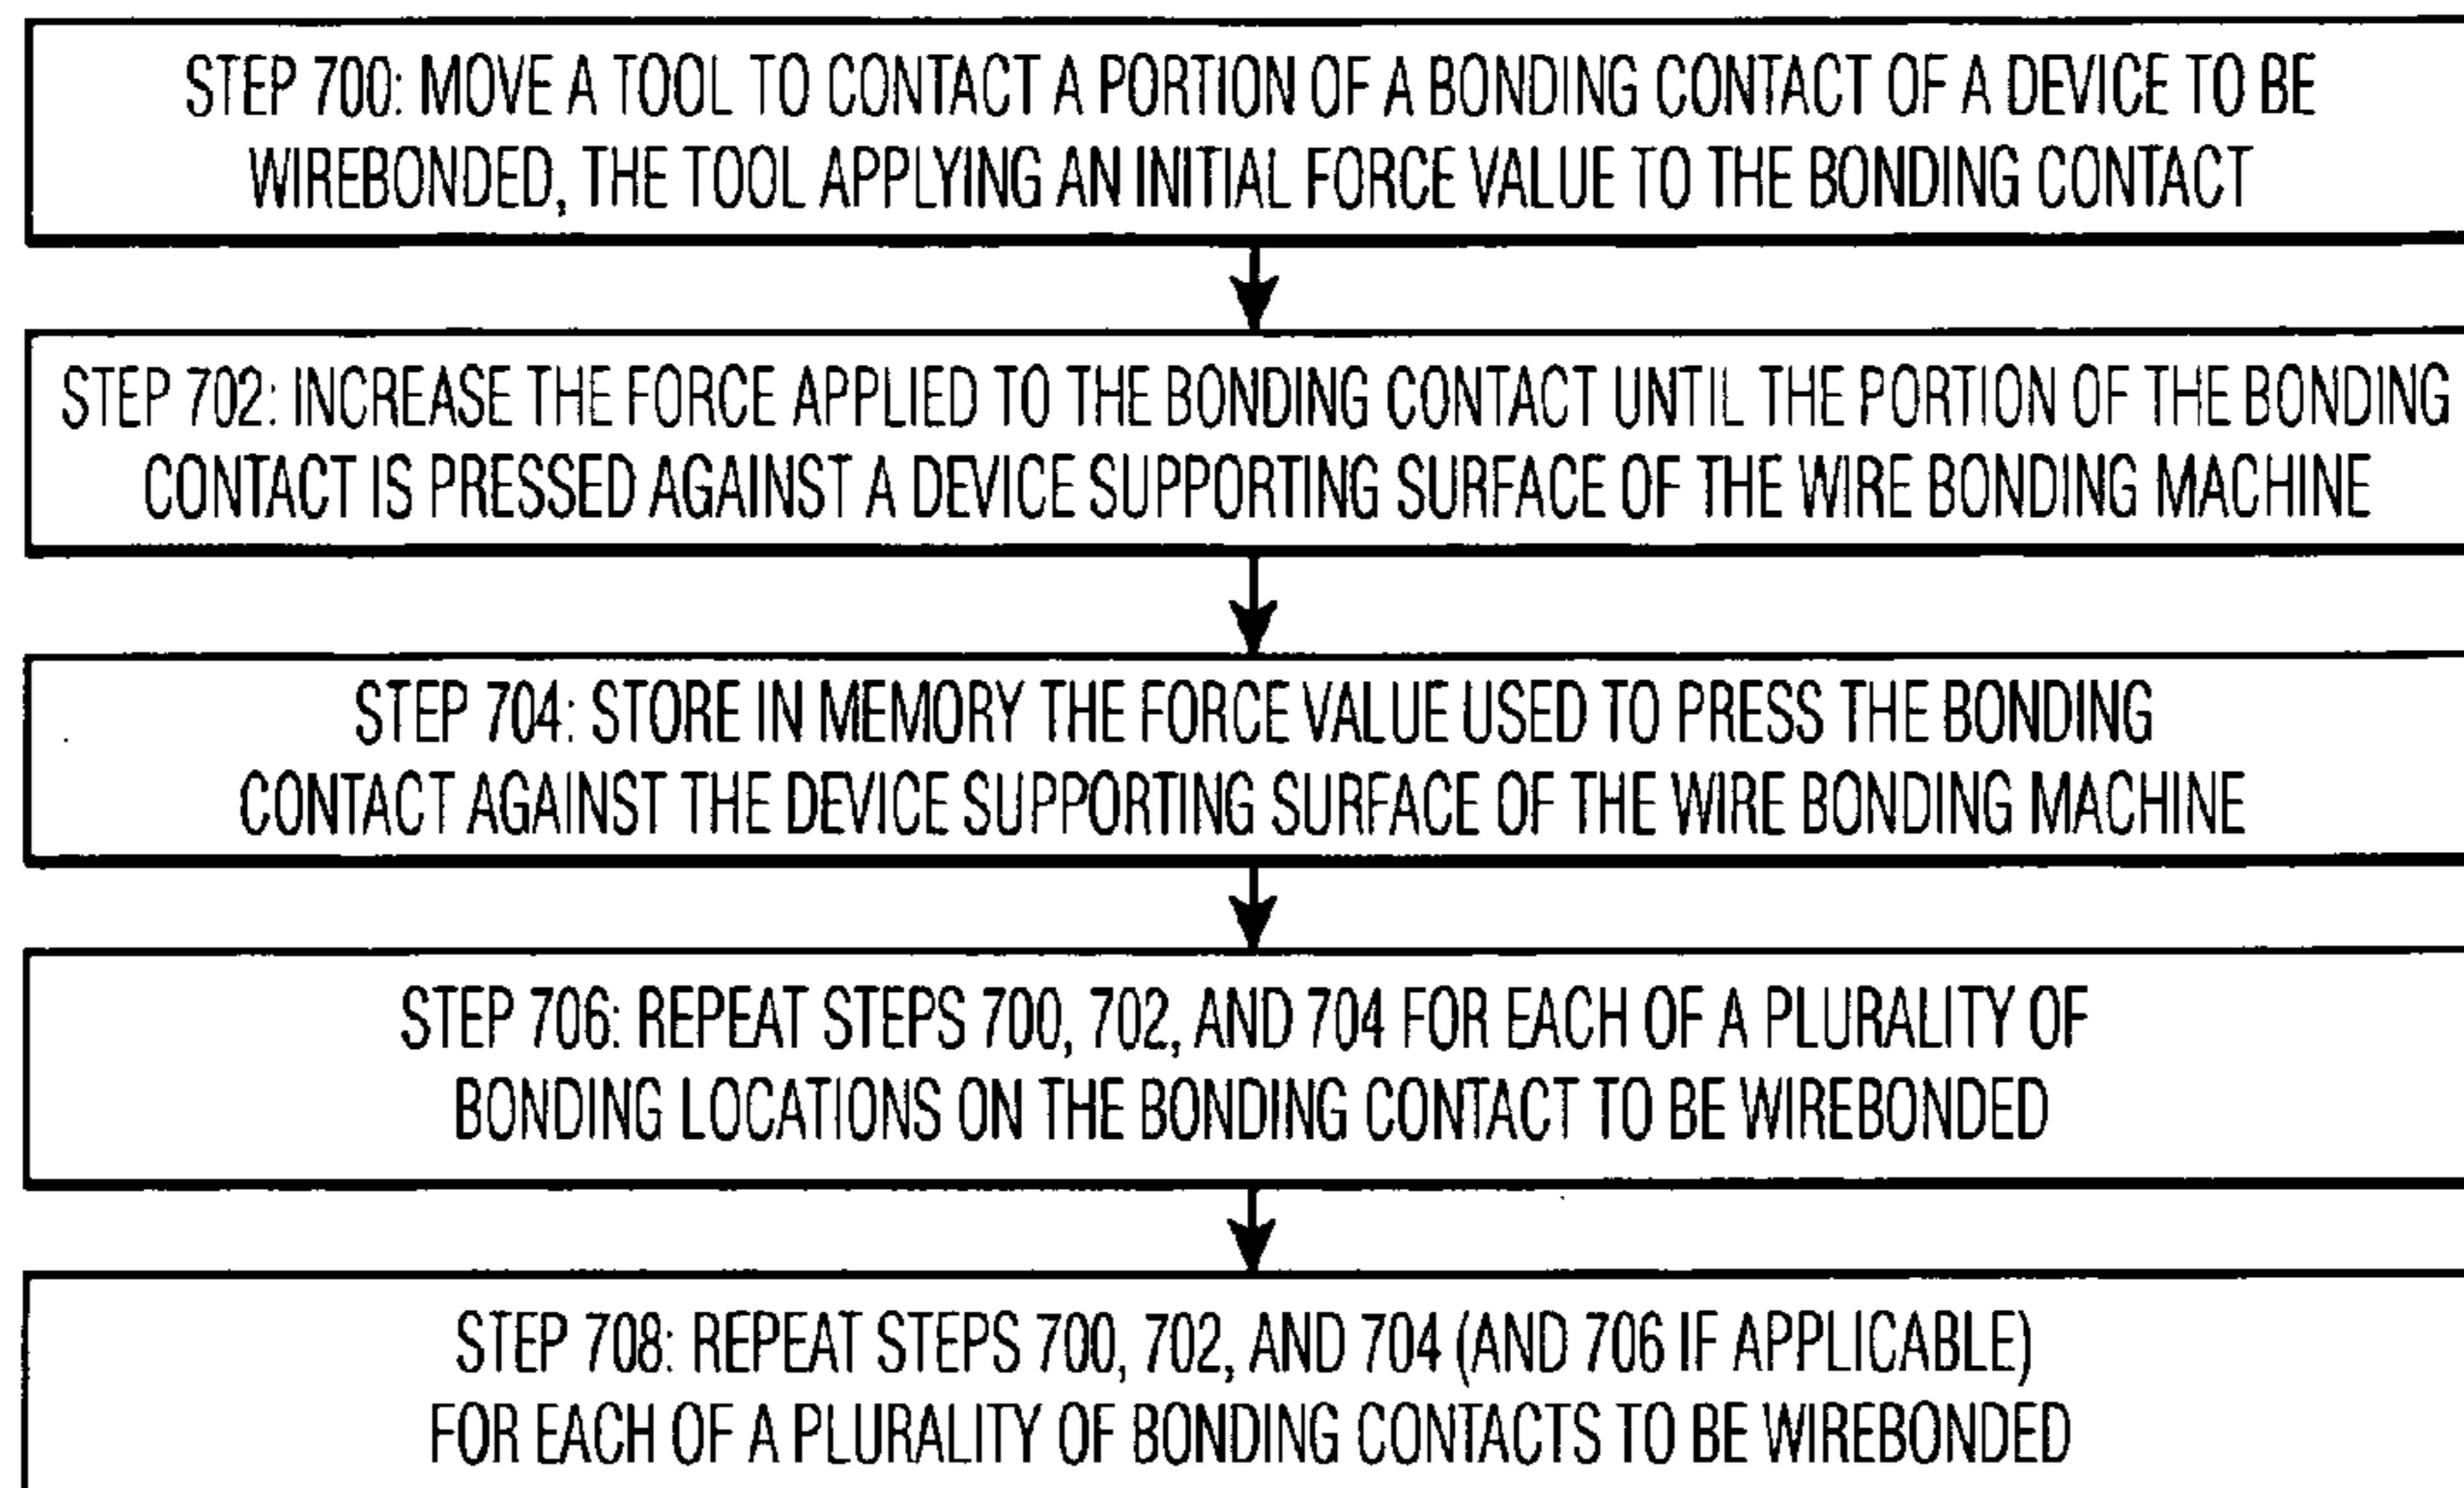 STEP 700: MOVE A TOOL TO CONTACT A PORTION OF A BONDING CONTACT OF A DEVICE TO BE
WIREBONDED, THE TOOL APPLYING AN INITIAL FORCE VALUE TO THE BONDING CONTACT
STEP 702: INCREASE THE FORCE APPLIED TO THE BONDING CONTACT UNTIL THE PORTION OF THE BONDING
CONTACT IS PRESSED AGAINST A DEVICE SUPPORTING SURFACE OF THE WIRE BONDING MACHINE
STEP 704: STORE IN MEMORY THE FORCE VALUE USED TO PRESS THE BONDING
CONTACT AGAINST THE DEVICE SUPPORTING SURFACE OF THE WIRE BONDING MACHINE
STEP 706: REPEAT STEPS 700, 702, AND 704 FOR EACH OF A PLURALITY OF
BONDING LOCATIONS ON THE BONDING CONTACT TO BE WIREBONDED
STEP 708: REPEAT STEPS 700, 702, AND 704 (AND 706 IF APPLICABLE)
FOR EACH OF A PLURALITY OF BONDING CONTACTS TO BE WIREBONDED